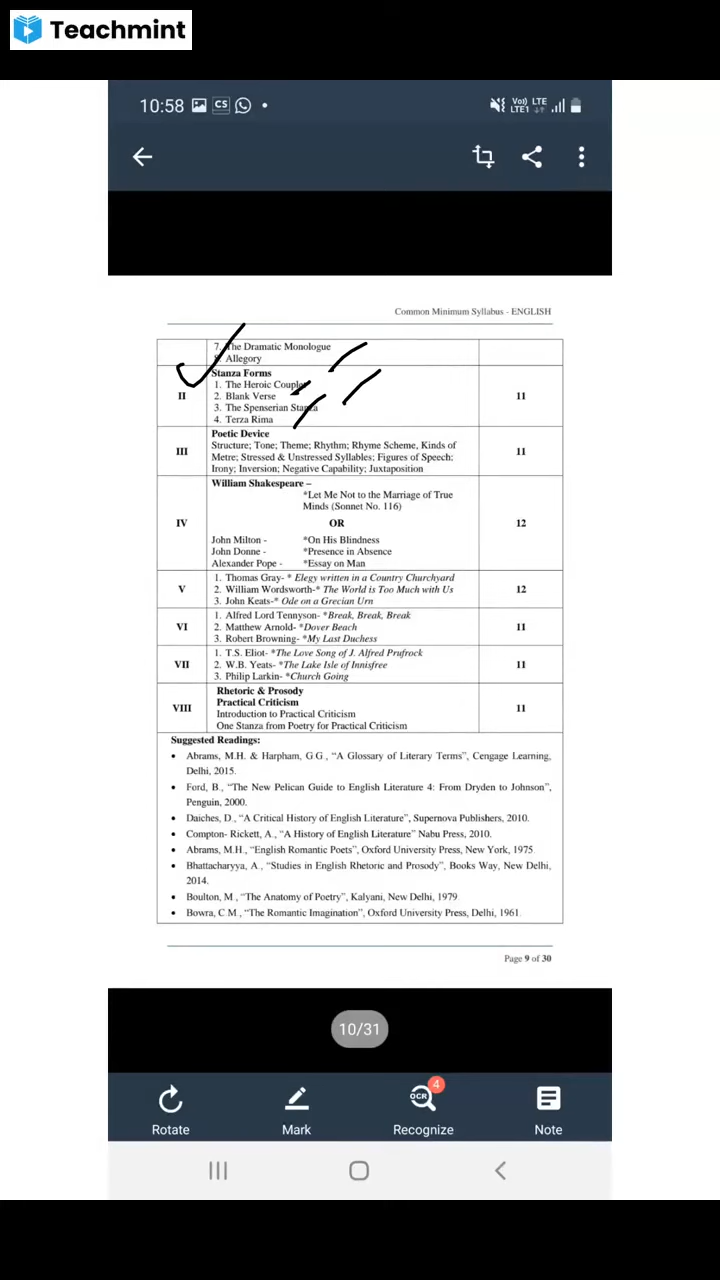 Teachmint
10:58 CS Vo) LTE LTE1
Common Minimum Syllabus - ENGLISH
7. The Dramatic Monologue
8. Allegory
II
Stanza Forms
1. The Heroic Couplet
2. Blank Verse
3. The Spenserian Stanza
4. Terza Rima
11
III
Poetic Device
Structure; Tone; Theme; Rhythm; Rhyme Scheme, Kinds of
Metre; Stressed & Unstressed Syllables; Figures of Speech;
Irony; Inversion; Negative Capability; Juxtaposition
11
IV
William Shakespeare –
*Let Me Not to the Marriage of True
Minds (Sonnet No. 116)
OR
John Milton - *On His Blindness
John Donne - *Presence in Absence
Alexander Pope - *Essay on Man
12
V
1. Thomas Gray- * Elegy written in a Country Churchyard
2. William Wordsworth-* The World is Too Much with Us
3. John Keats-* Ode on a Grecian Urn
12
VI
1. Alfred Lord Tennyson- *Break, Break, Break
2. Matthew Arnold- *Dover Beach
3. Robert Browning- *My Last Duchess
11
VII
1. T.S. Eliot- *The Love Song of J. Alfred Prufrock
2. W.B. Yeats- *The Lake Isle of Innisfree
3. Philip Larkin- *Church Going
11
VIII
Rhetoric & Prosody
Practical Criticism
Introduction to Practical Criticism
One Stanza from Poetry for Practical Criticism
11
Suggested Readings:
• Abrams, M.H. & Harpham, G.G., “A Glossary of Literary Terms”, Cengage Learning,
Delhi, 2015.
• Ford, B., “The New Pelican Guide to English Literature 4: From Dryden to Johnson”,
Penguin, 2000.
• Daiches, D., “A Critical History of English Literature”, Supernova Publishers, 2010.
• Compton- Rickett, A., “A History of English Literature” Nabu Press, 2010.
• Abrams, M.H., “English Romantic Poets”, Oxford University Press, New York, 1975.
• Bhattacharyya, A., “Studies in English Rhetoric and Prosody”, Books Way, New Delhi,
2014.
• Boulton, M., “The Anatomy of Poetry”, Kalyani, New Delhi, 1979
• Bowra, C.M., “The Romantic Imagination”, Oxford University Press, Delhi, 1961.
Page 9 of 30
10/31
OCR 4
Rotate Mark Recognize Note